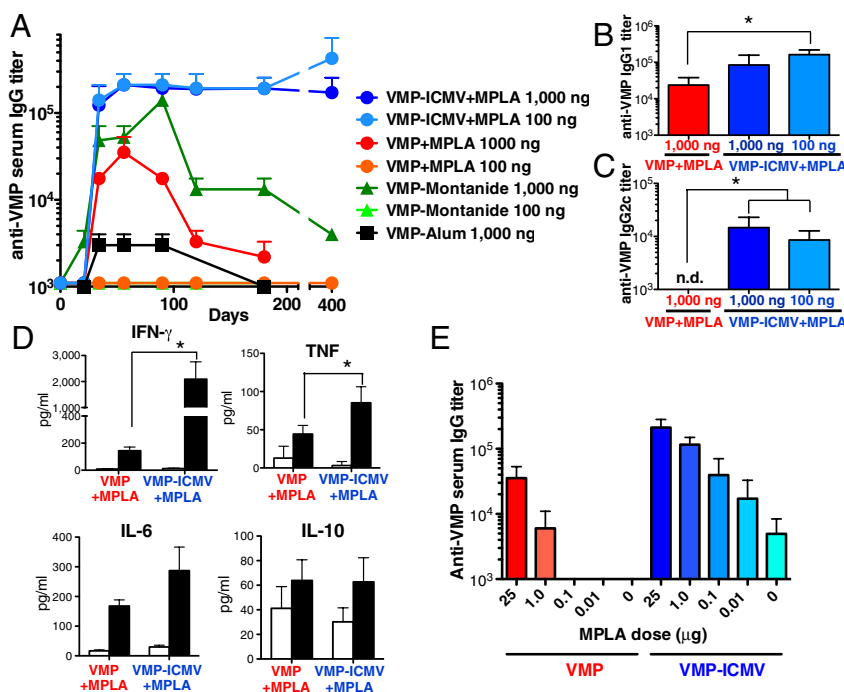 A
anti-VMP serum IgG titer
10^5
10^4
10^3
0
100
200
400
Days
VMP-ICMV+MPLA 1,000 ng
VMP-ICMV+MPLA 100 ng
VMP+MPLA 1000 ng
VMP+MPLA 100 ng
VMP-Montanide 1,000 ng
VMP-Montanide 100 ng
VMP-Alum 1,000 ng
B
anti-VMP IgG1 titer
10^6
10^5
10^4
10^3
*
1,000 ng
1,000 ng
100 ng
VMP+MPLA
VMP-ICMV+MPLA
C
anti-VMP IgG2c titer
10^5
10^4
10^3
*
n.d.
1,000 ng
1,000 ng
100 ng
VMP+MPLA
VMP-ICMV+MPLA
D
IFN-γ
pg/ml
3,000
2,000
1,000
400
200
0
*
VMP
+MPLA
VMP-ICMV
+MPLA
TNF
150
100
50
0
*
VMP
+MPLA
VMP-ICMV
+MPLA
IL-6
pg/ml
400
300
200
100
0
VMP
+MPLA
VMP-ICMV
+MPLA
IL-10
pg/ml
100
80
60
40
20
0
VMP
+MPLA
VMP-ICMV
+MPLA
E
Anti-VMP serum IgG titer
10^6
10^5
10^4
10^3
25
1.0
0.1
0.01
0
25
1.0
0.1
0.01
0
MPLA dose (μg)
VMP
VMP-ICMV